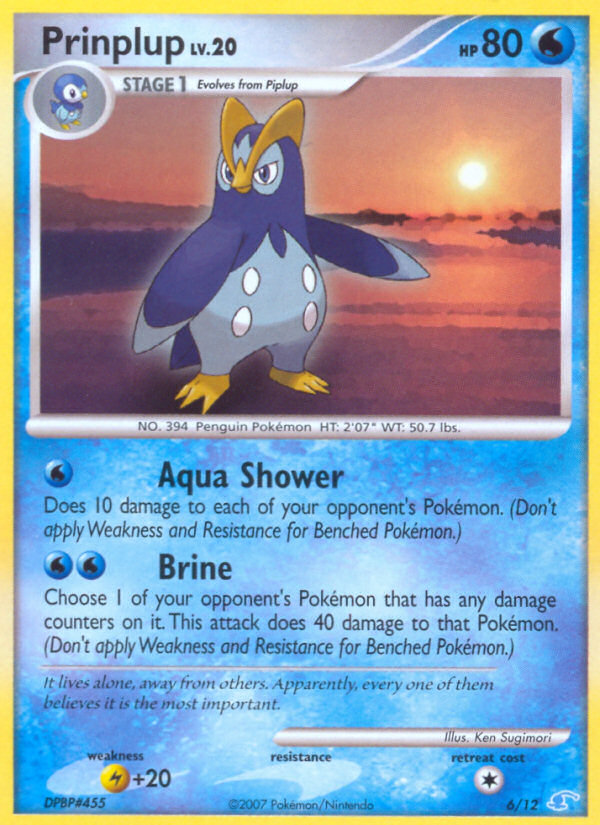 Prinplup LV.20 HP 80
STAGE 1 Evolves from Piplup
NO. 394 Penguin Pokémon HT: 2'07" WT: 50.7 lbs.
Aqua Shower
Does 10 damage to each of your opponent's Pokémon. (Don't
apply Weakness and Resistance for Benched Pokémon.)
Brine
Choose 1 of your opponent's Pokémon that has any damage
counters on it. This attack does 40 damage to that Pokémon.
(Don't apply Weakness and Resistance for Benched Pokémon.)
It lives alone, away from others. Apparently, every one of them
believes it is the most important.
Illus. Ken Sugimori
weakness resistance retreat cost
+20
DPBP#455 ©2007 Pokémon/Nintendo 6/12